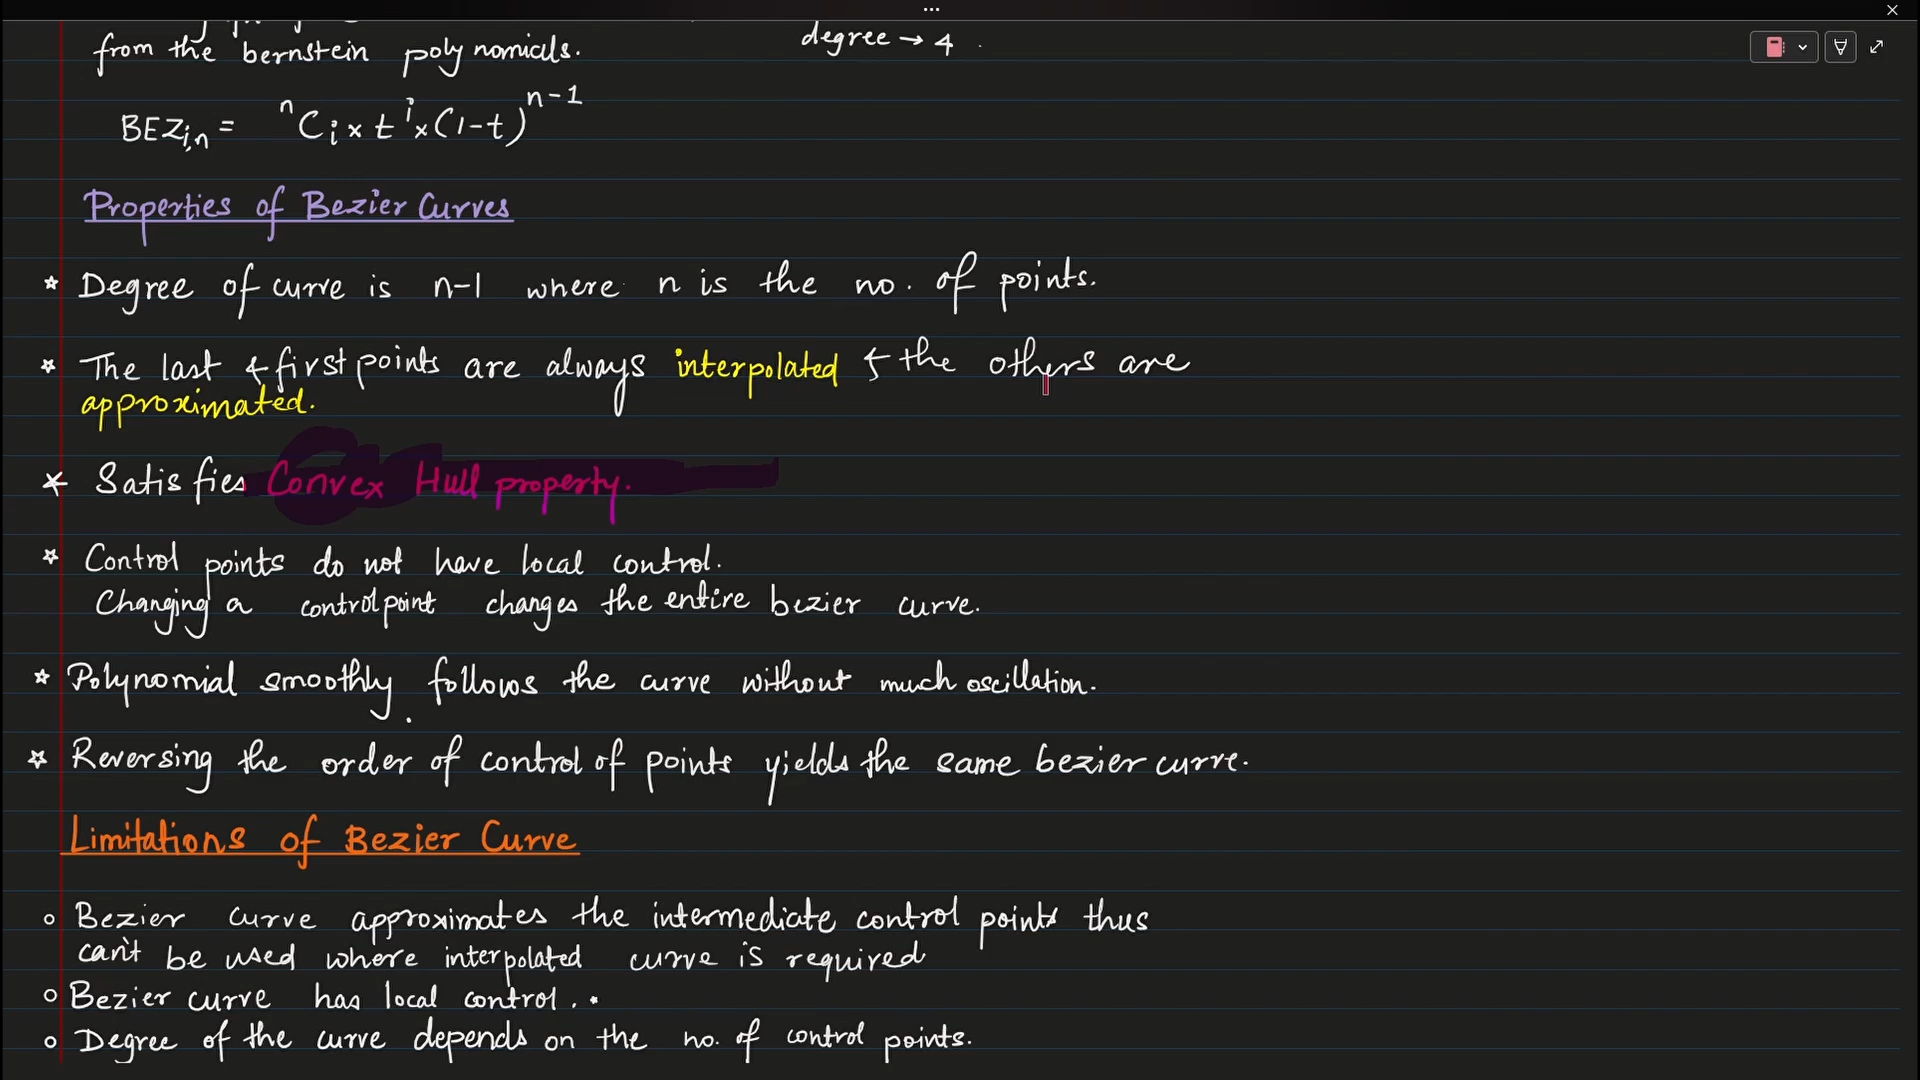 from the bernstein polynomials.
degree → 4
BEZi,n = nCi × t^i × (1-t)^n-1
Properties of Bezier Curves
☆ Degree of curve is n-1 where n is the no. of points.
☆ The last & first points are always interpolated & the others are
approximated.
☆ Satisfies Convex Hull property.
☆ Control points do not have local control.
Changing a control point changes the entire bezier curve.
☆ Polynomial smoothly follows the curve without much oscillation.
☆ Reversing the order of control of points yields the same bezier curve.
Limitations of Bezier Curve
○ Bezier curve approximates the intermediate control points thus
can't be used where interpolated curve is required
○ Bezier curve has local control.
○ Degree of the curve depends on the no. of control points.